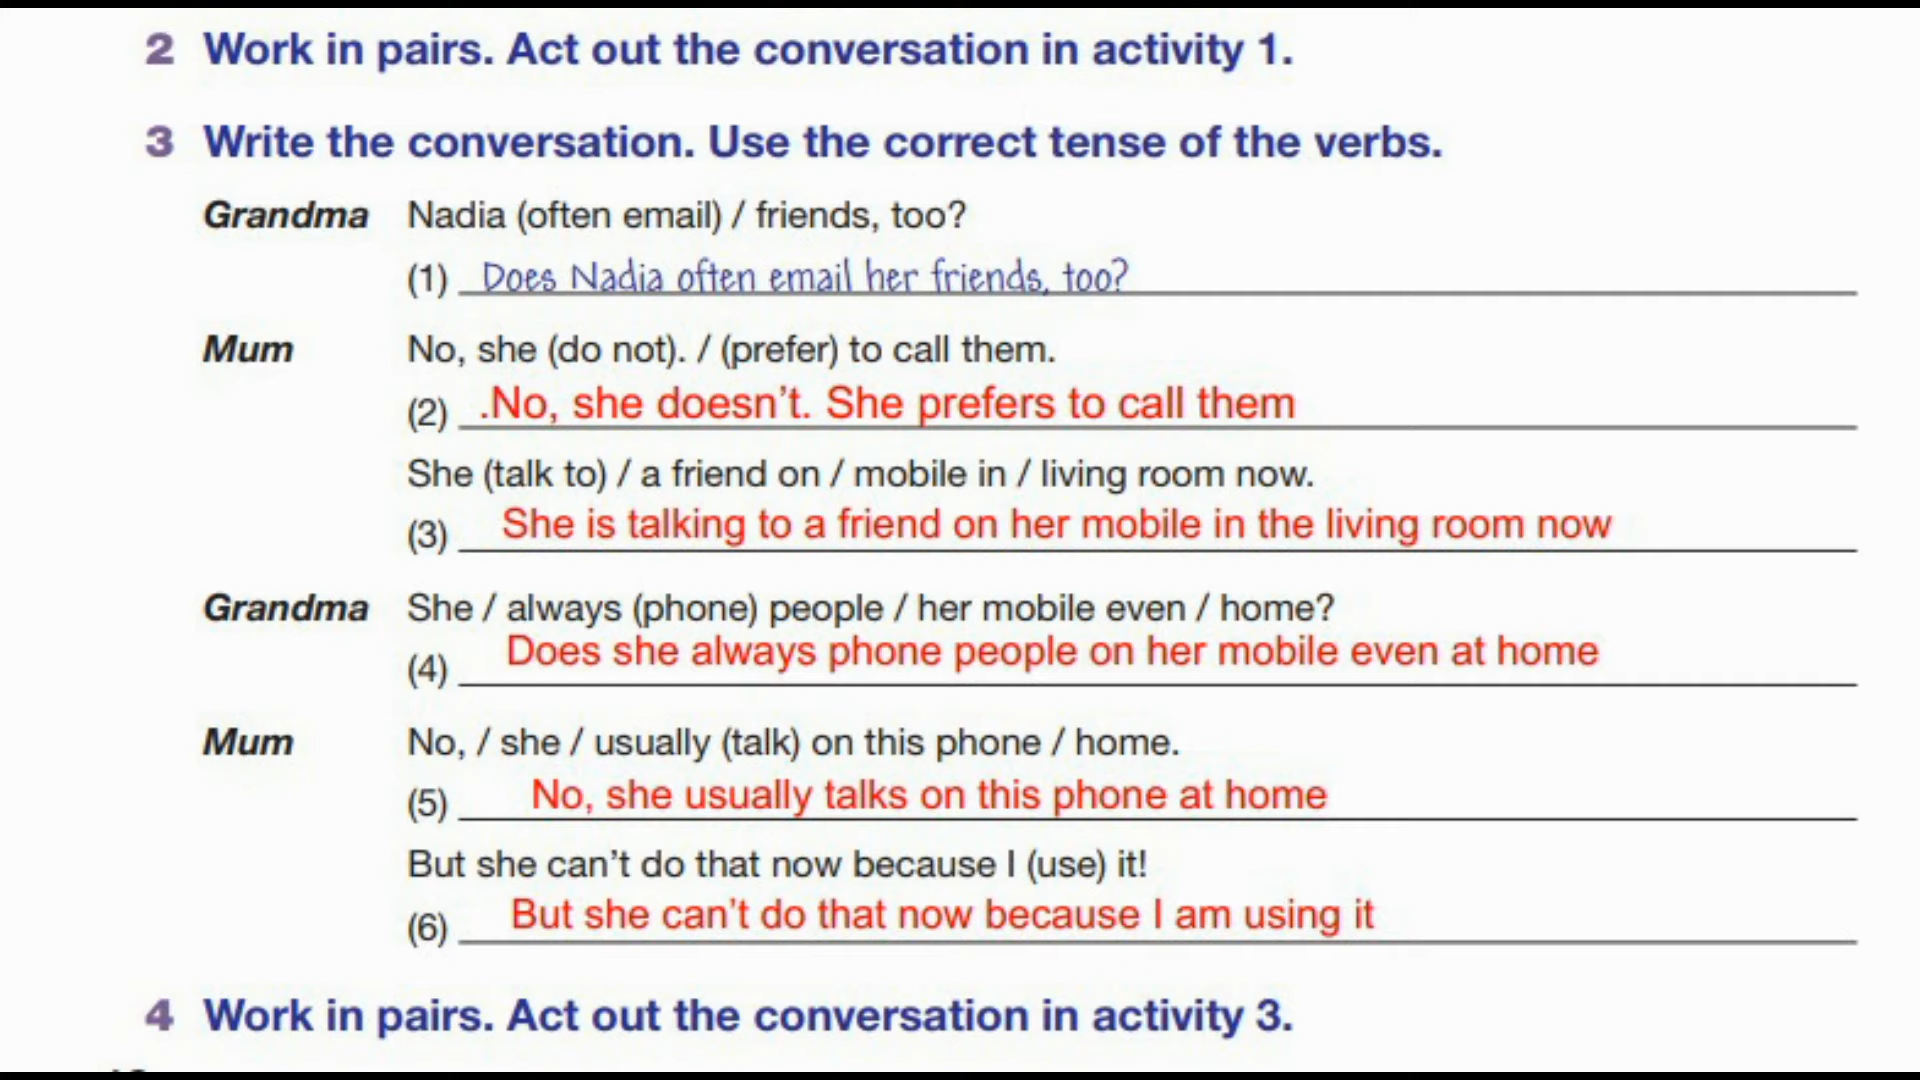 2 Work in pairs. Act out the conversation in activity 1.
3 Write the conversation. Use the correct tense of the verbs.
Grandma Nadia (often email) / friends, too?
(1) Does Nadia often email her friends, too?
Mum No, she (do not). / (prefer) to call them.
(2) .No, she doesn't. She prefers to call them
She (talk to) / a friend on / mobile in / living room now.
(3) She is talking to a friend on her mobile in the living room now
Grandma She / always (phone) people / her mobile even / home?
(4) Does she always phone people on her mobile even at home
Mum No, / she / usually (talk) on this phone / home.
(5) No, she usually talks on this phone at home
But she can't do that now because I (use) it!
(6) But she can't do that now because I am using it
4 Work in pairs. Act out the conversation in activity 3.